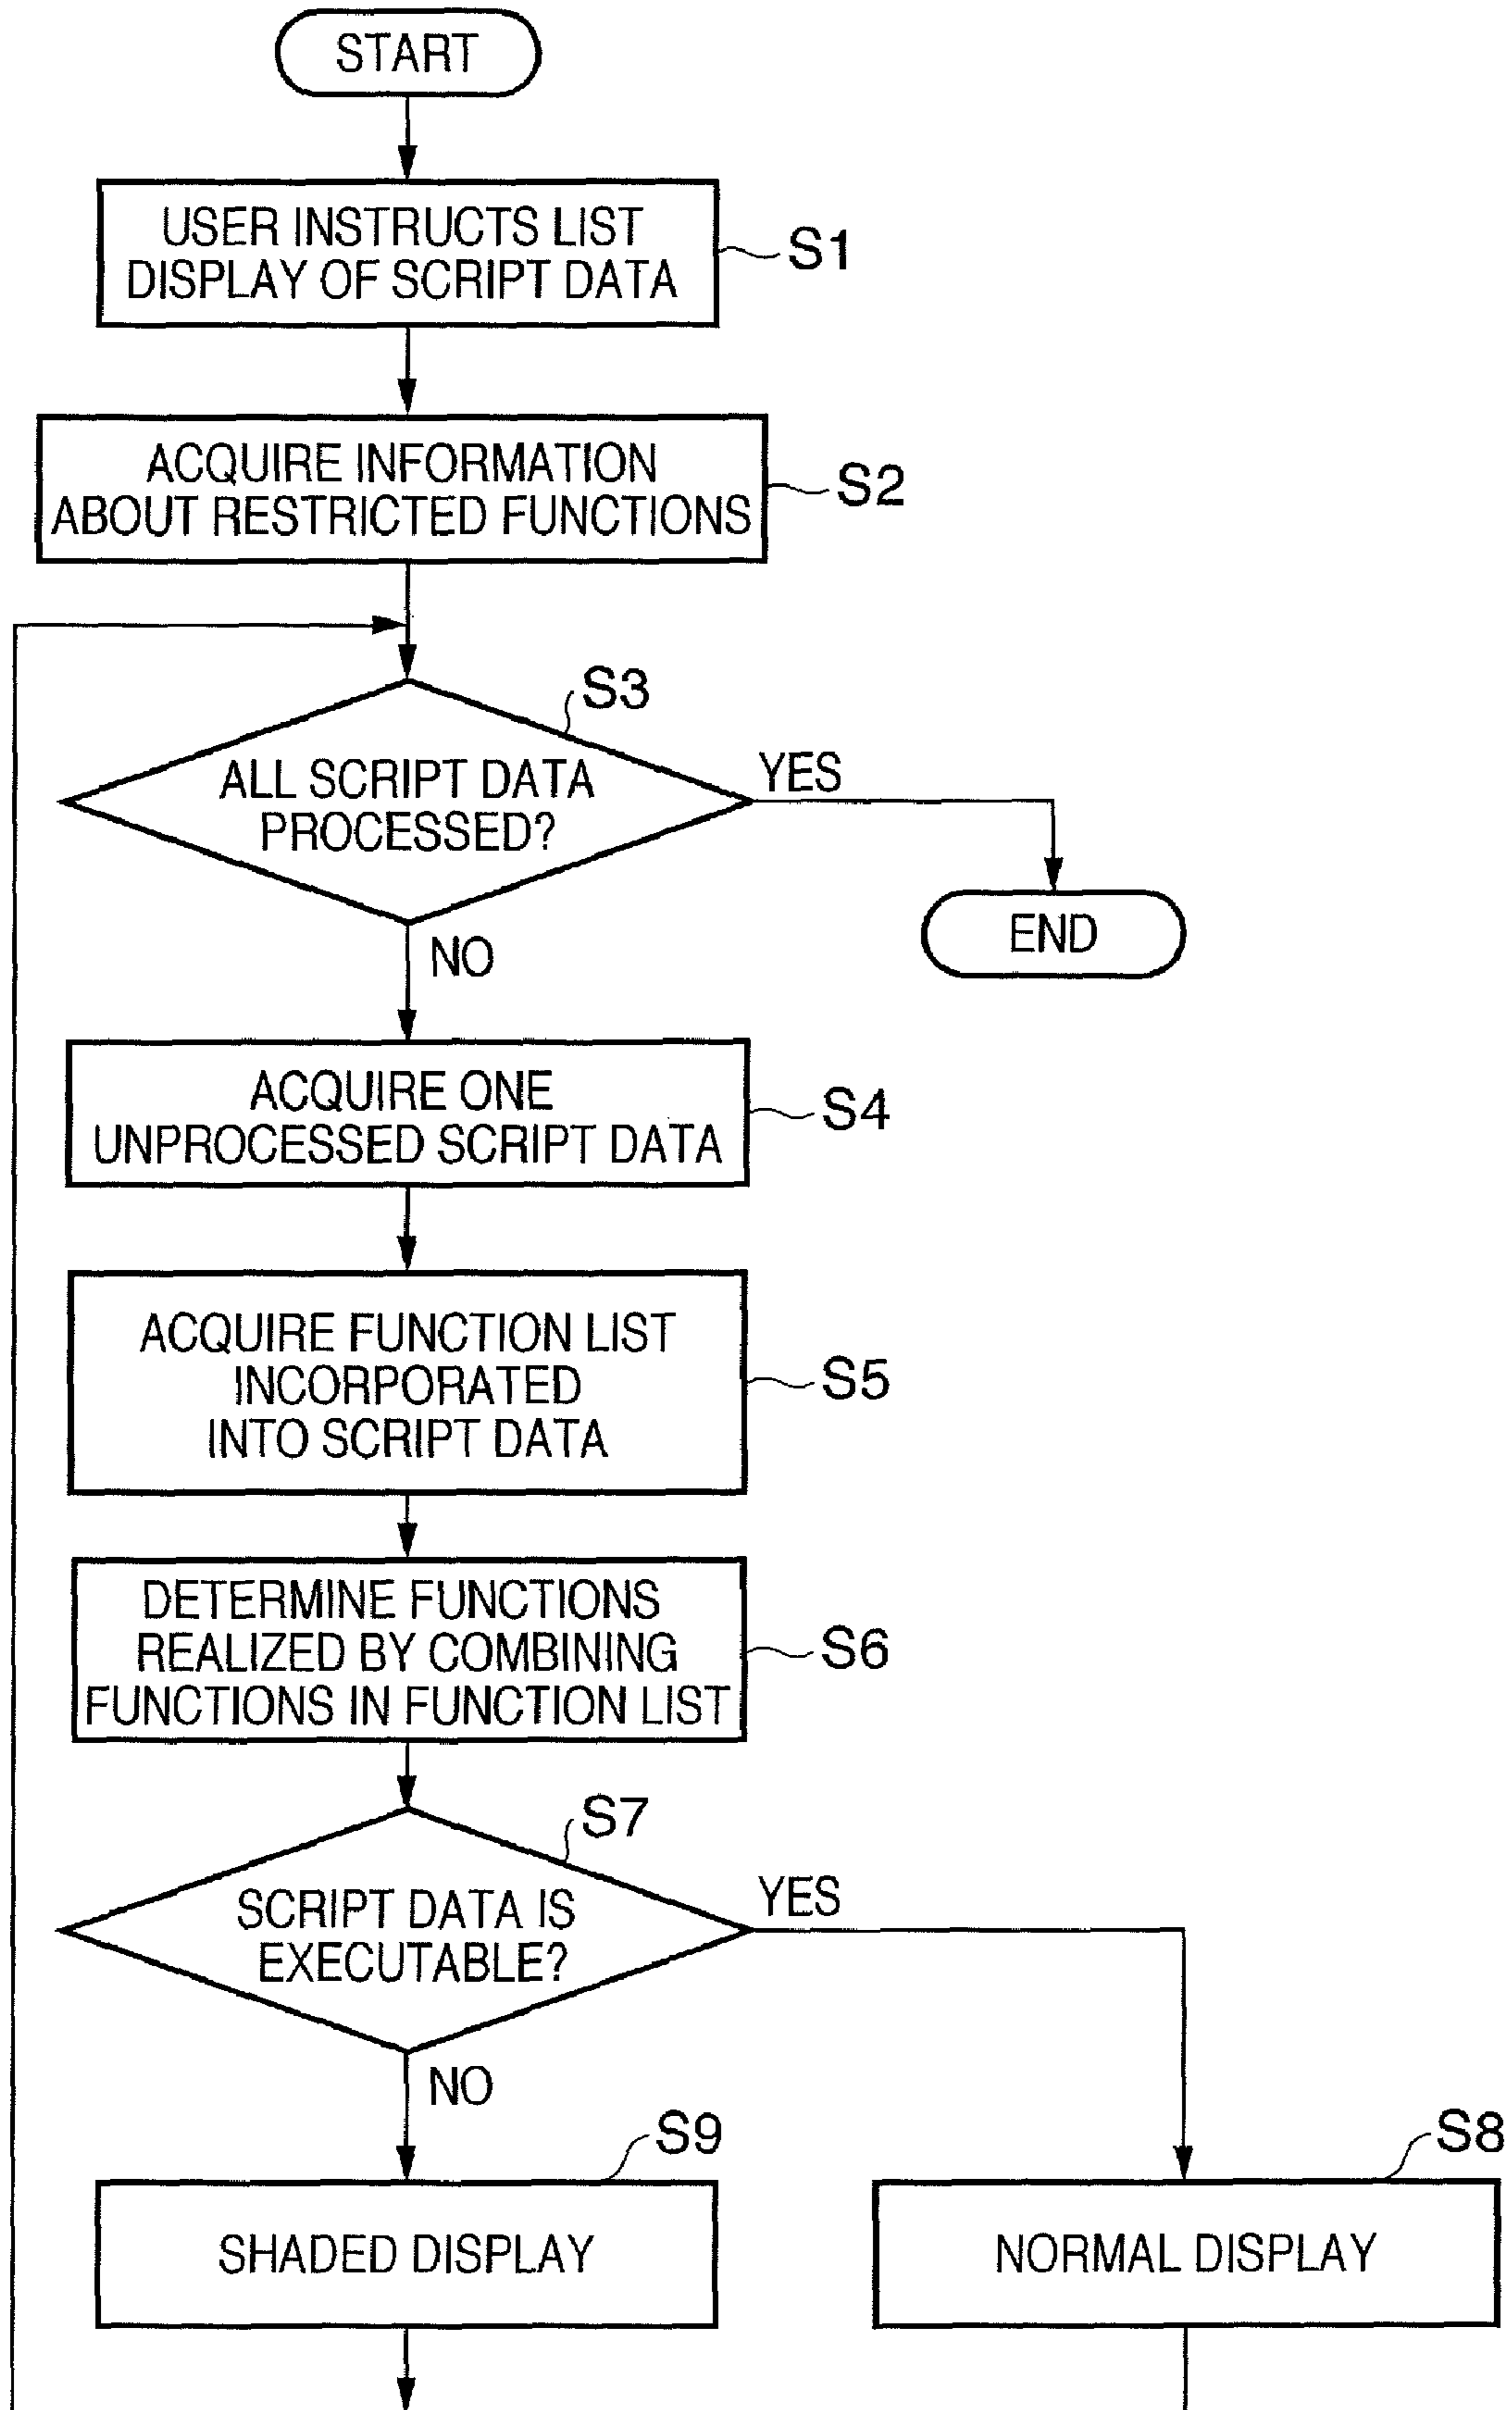 START
USER INSTRUCTS LIST
DISPLAY OF SCRIPT DATA
S1
ACQUIRE INFORMATION
ABOUT RESTRICTED FUNCTIONS
S2
S3
ALL SCRIPT DATA
PROCESSED?
YES
END
NO
ACQUIRE ONE
UNPROCESSED SCRIPT DATA
S4
ACQUIRE FUNCTION LIST
INCORPORATED
INTO SCRIPT DATA
S5
DETERMINE FUNCTIONS
REALIZED BY COMBINING
FUNCTIONS IN FUNCTION LIST
S6
S7
SCRIPT DATA IS
EXECUTABLE?
YES
NO
S9
SHADED DISPLAY
S8
NORMAL DISPLAY